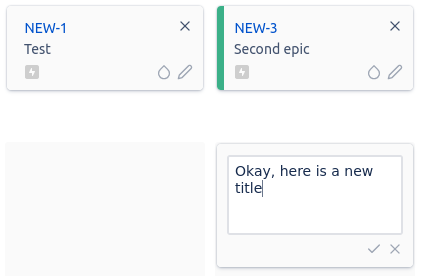 NEW-1
Test
NEW-3
Second epic
Okay, here is a new
title